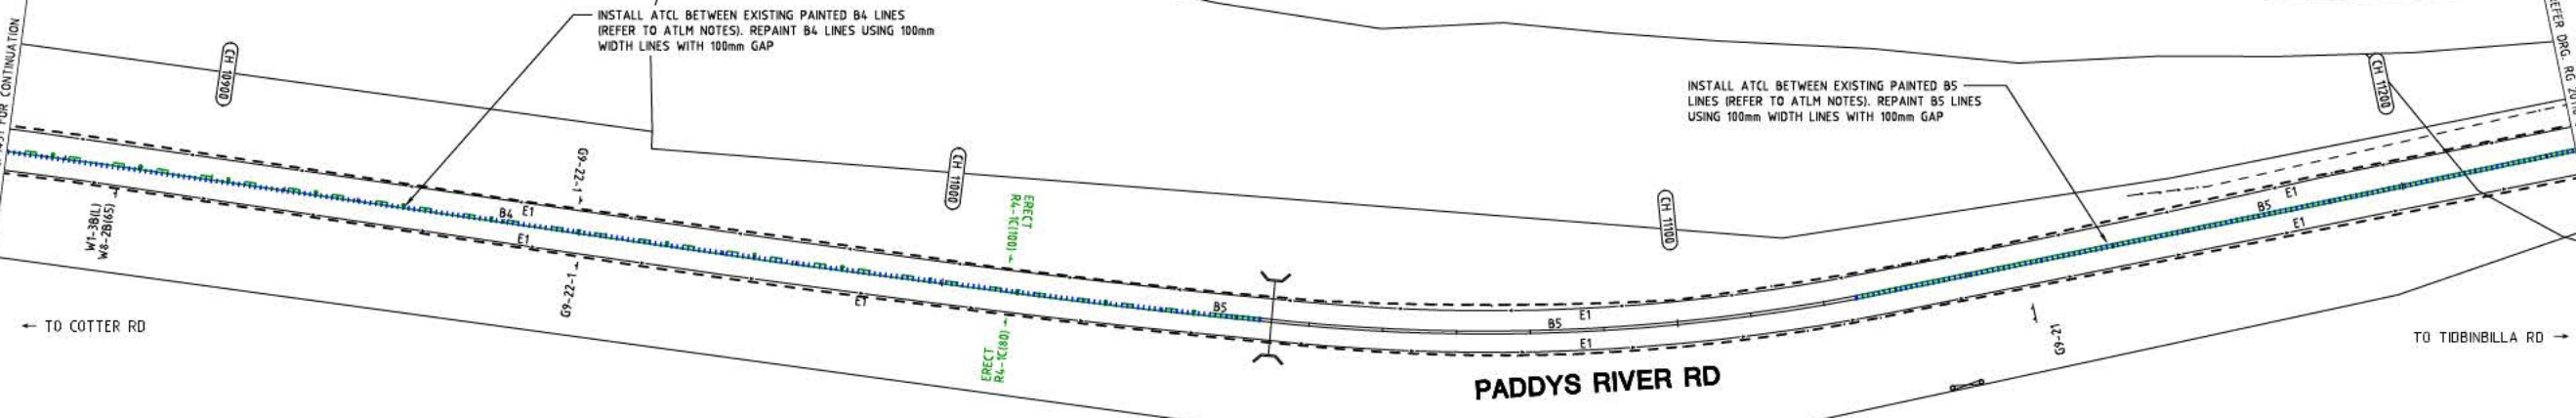 INSTALL ATCL BETWEEN EXISTING PAINTED B4 LINES
(REFER TO ATLM NOTES). REPAINT B4 LINES USING 100mm
WIDTH LINES WITH 100mm GAP
FOR CONTINUATION
CH 10900
W1-3B(L)
W8-2B(65)
← TO COTTER RD
B4
E1
E1
G9-22-1
G9-22-1
E1
CH 11000
ERECT
R4-1C(100)
ERECT
R4-1C(80)
B5
CH 11100
E1
B5
E1
PADDYS RIVER RD
INSTALL ATCL BETWEEN EXISTING PAINTED B5
LINES (REFER TO ATLM NOTES). REPAINT B5 LINES
USING 100mm WIDTH LINES WITH 100mm GAP
CH 11200
E1
B5
E1
G9-21
TO TIDBINBILLA RD →
DRG. RG